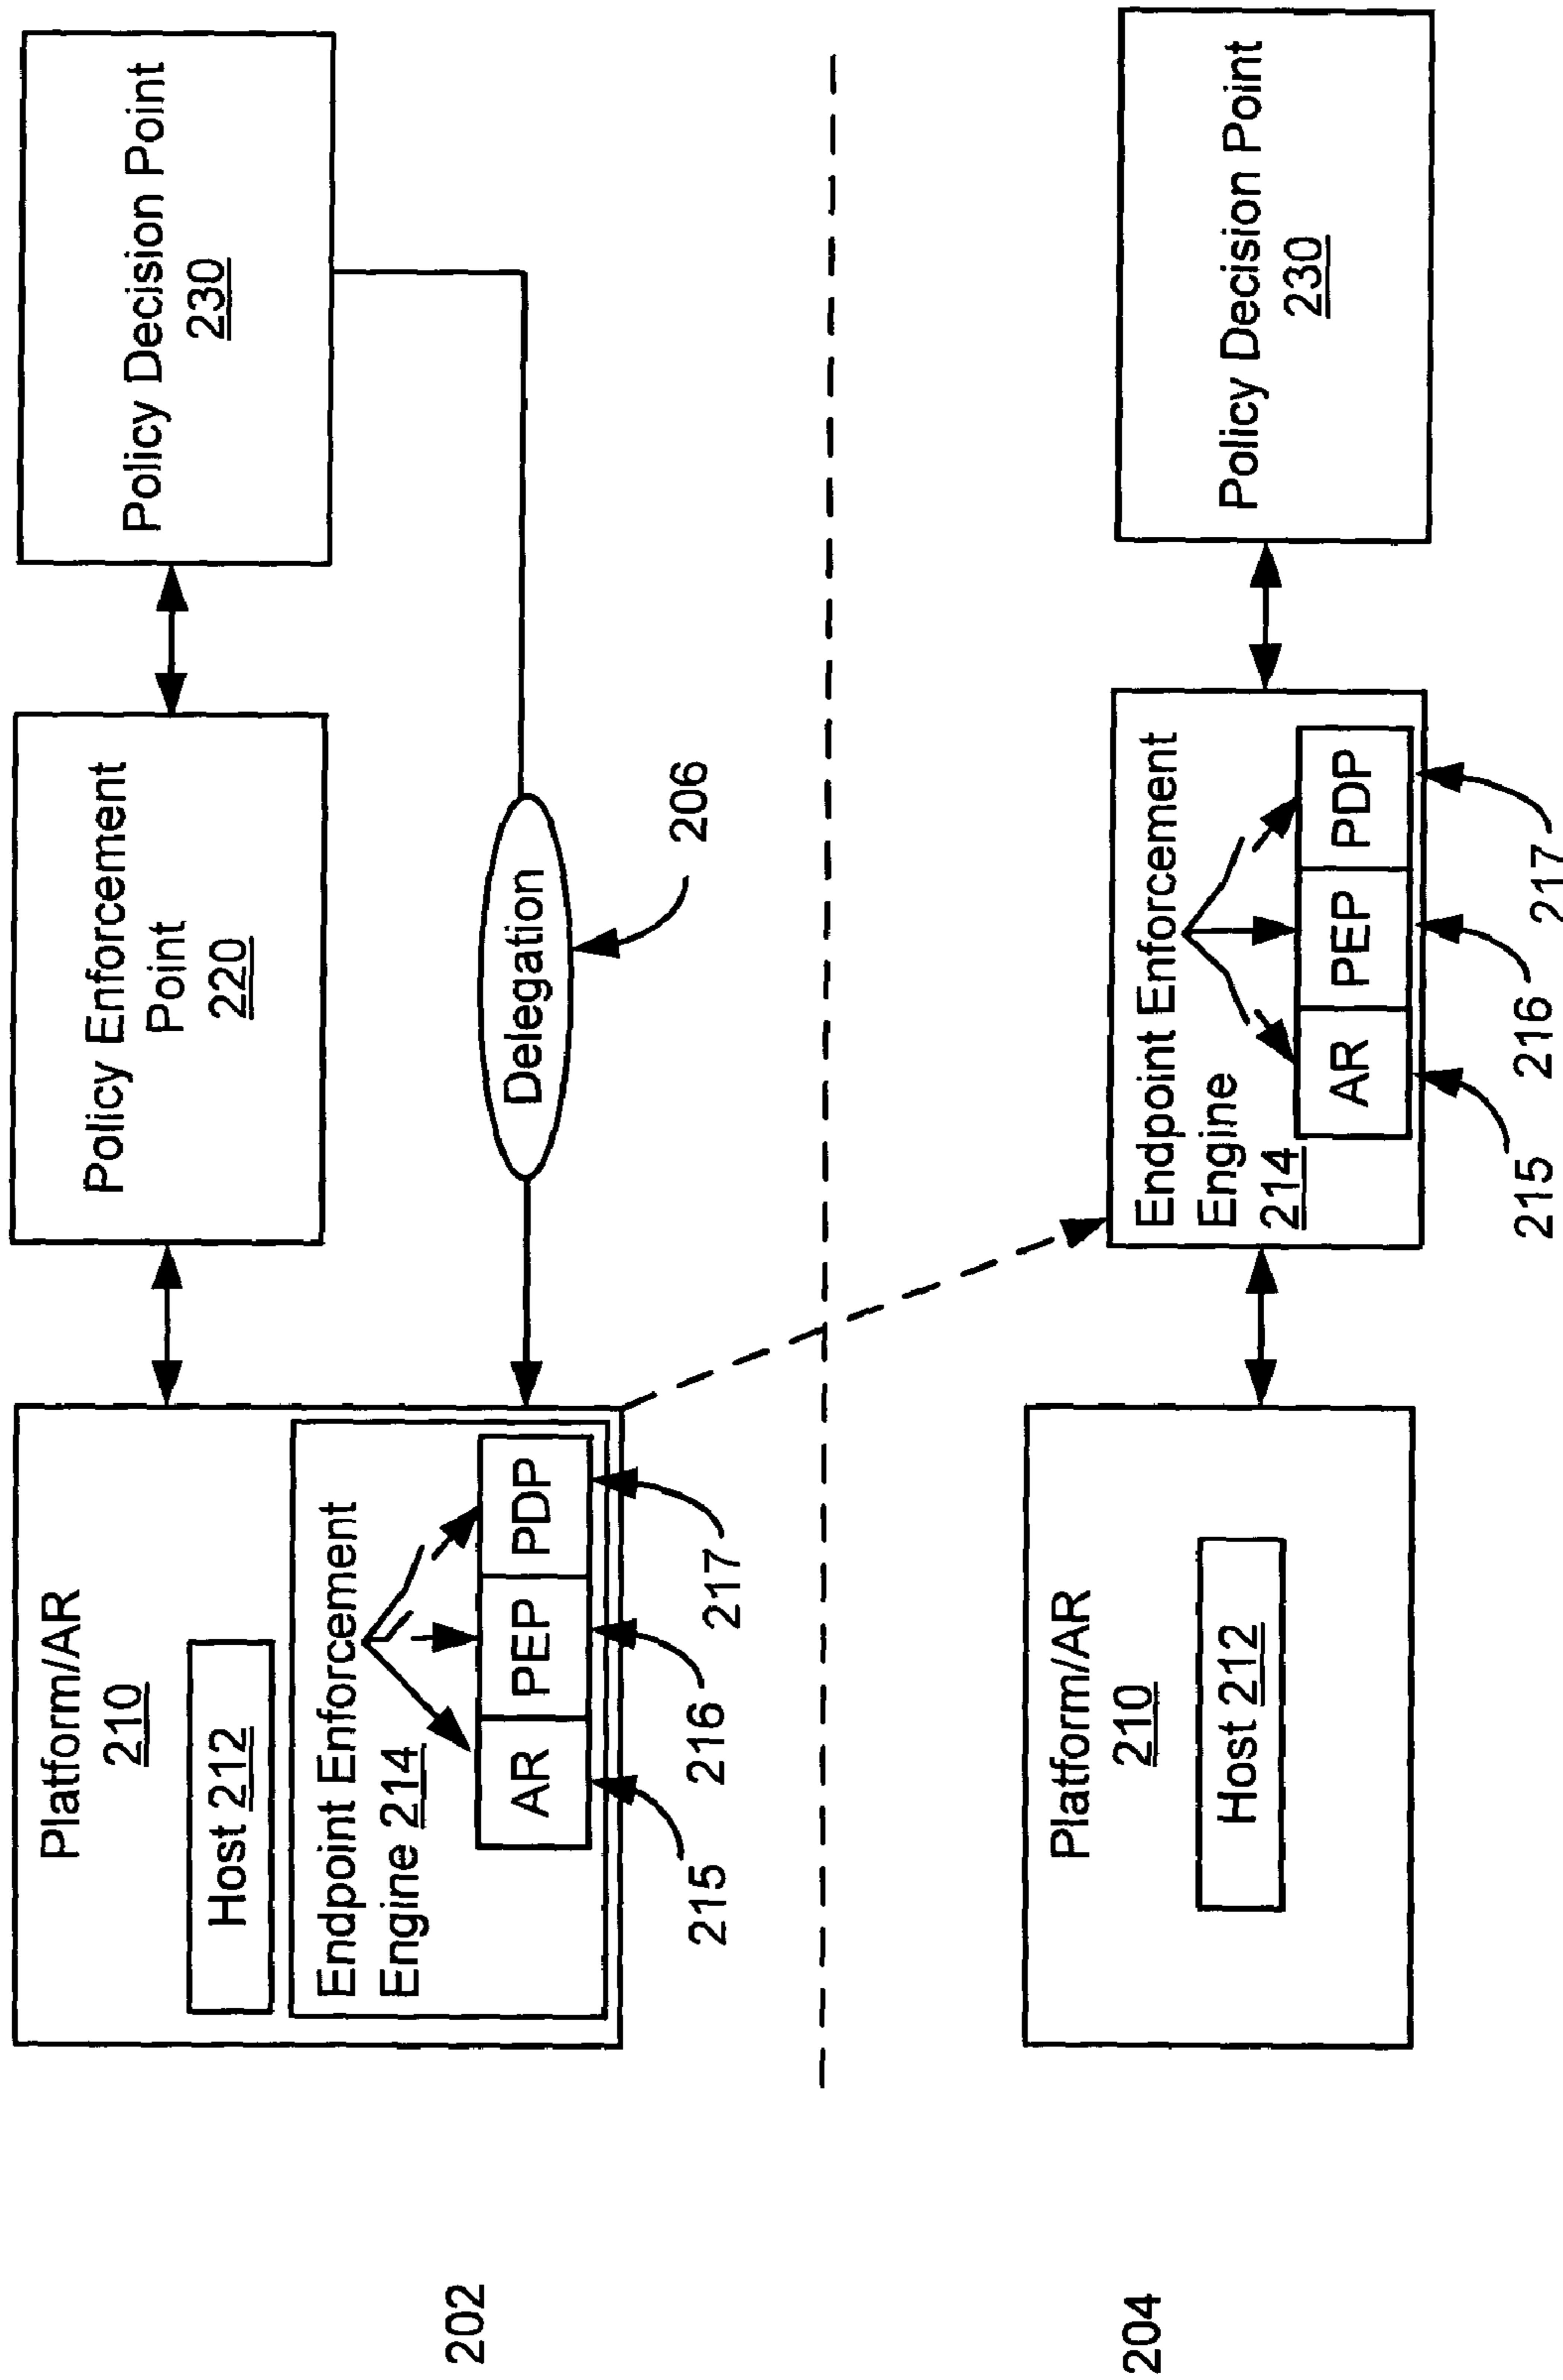 202
Platform/AR
210
Host 212
Endpoint Enforcement
Engine 214
AR
PEP
PDP
215
216
217
Policy Enforcement
Point
220
Policy Decision Point
230
Delegation
206
204
Platform/AR
210
Host 212
Endpoint Enforcement
Engine
214
AR
PEP
PDP
215
216
217
Policy Decision Point
230